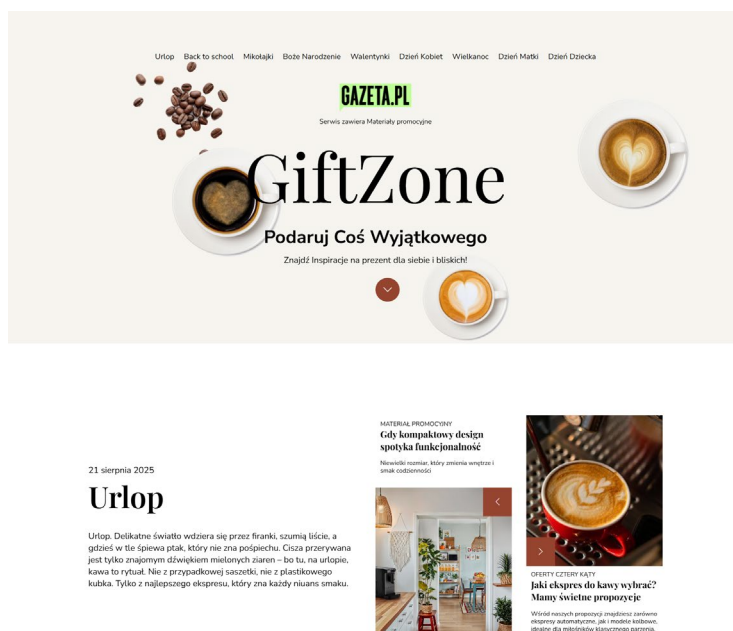 Urlop Back to school Mikołajki Boże Narodzenie Walentynki Dzień Kobiet Wielkanoc Dzień Matki Dzień Dziecka
GAZETA.PL
Serwis zawiera Materiały promocyjne
GiftZone
Podaruj Coś Wyjątkowego
Znajdź Inspiracje na prezent dla siebie i bliskich!
21 sierpnia 2025
Urlop
Urlop. Delikatne światło wdziera się przez firanki, szumią liście, a
gdzieś w tle śpiewa ptak, który nie zna pośpiechu. Cisza przerywana
jest tylko znajomym dźwiękiem mielonych ziaren – bo tu, na urlopie,
kawa to rytuał. Nie z przypadkowej saszetki, nie z plastikowego
kubka. Tylko z najlepszego ekspresu, który zna każdy niuans smaku.
MATERIAŁ PROMOCYJNY
Gdy kompaktowy design
spotyka funkcjonalność
Niewielki rozmiar, który zmienia wnętrze i
smak codzienności
OFERTY CZTERY KĄTY
Jaki ekspres do kawy wybrać?
Mamy świetne propozycje
Wśród naszych propozycji znajdziesz zarówno
ekspresy automatyczne, jak i modele kolbowe,
idealne dla miłośników klasycznego parzenia.